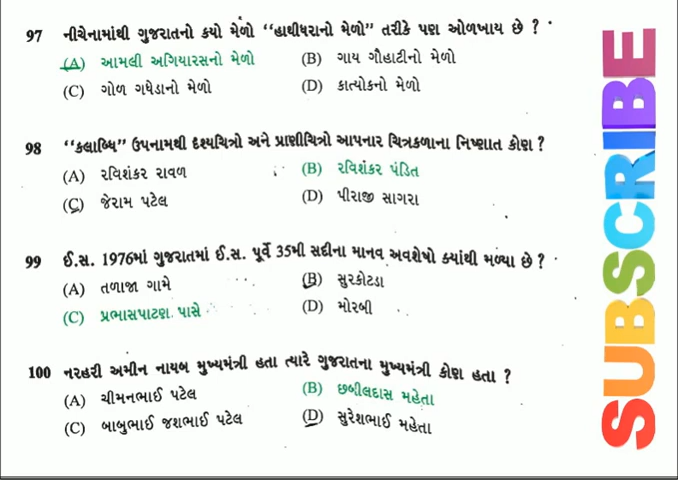 97 નીચેનામાંથી ગુજરાતનો કયો મેળો “હાથીધરાનો મેળો” તરીકે પણ ઓળખાય છે ?
(A) આમલી અગિયારસનો મેળો (B) ગાય ગૌહાટીનો મેળો
(C) ગોળ ગધેડાનો મેળો (D) કાત્યોકનો મેળો
98 “કલાબ્ધિ” ઉપનામથી દશ્યચિત્રો અને પ્રાણીચિત્રો આપનાર ચિત્રકળાના નિષ્ણાત કોણ ?
(A) રવિશંકર રાવળ (B) રવિશંકર પંડિત
(C) જેરામ પટેલ (D) પીરાજી સાગરા
99 ઈ.સ. 1976માં ગુજરાતમાં ઈ.સ. પૂર્વે 35મી સદીના માનવ અવશેષો ક્યાંથી મળ્યા છે ?
(A) તળાજા ગામે (B) સુરકોટડા
(C) પ્રભાસપાટણ પાસે (D) મોરબી
100 નરહરી અમીન નાયબ મુખ્યમંત્રી હતા ત્યારે ગુજરાતના મુખ્યમંત્રી કોણ હતા ?
(A) ચીમનભાઈ પટેલ (B) છબીલદાસ મહેતા
(C) બાબુભાઈ જશભાઈ પટેલ (D) સુરેશભાઈ મહેતા
SUBSCRIBE